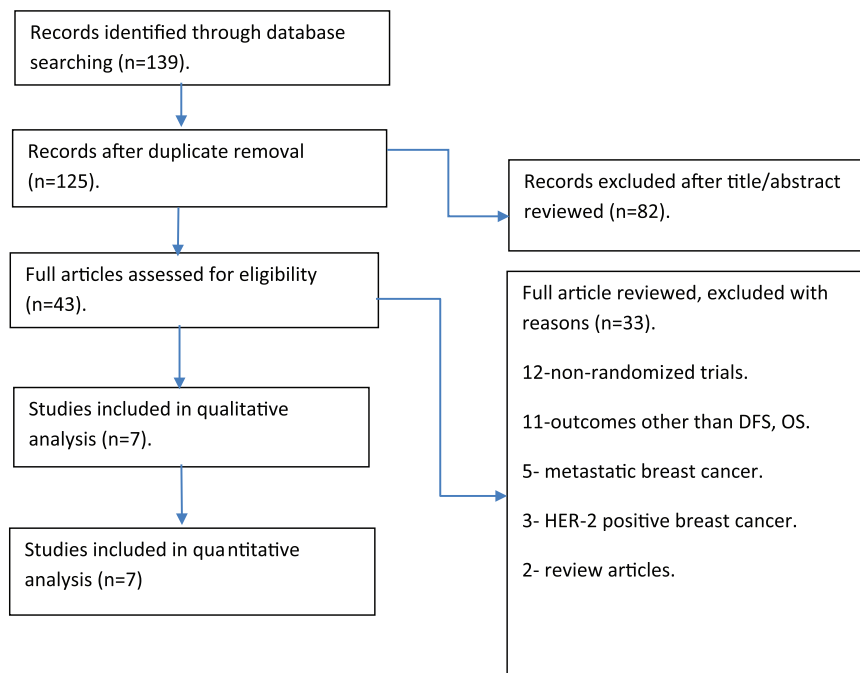 Records identified through database
searching (n=139).
Records after duplicate removal
(n=125).
Records excluded after title/abstract
reviewed (n=82).
Full articles assessed for eligibility
(n=43).
Full article reviewed, excluded with
reasons (n=33).
12-non-randomized trials.
11-outcomes other than DFS, OS.
5- metastatic breast cancer.
3- HER-2 positive breast cancer.
2- review articles.
Studies included in qualitative
analysis (n=7).
Studies included in quantitative
analysis (n=7)